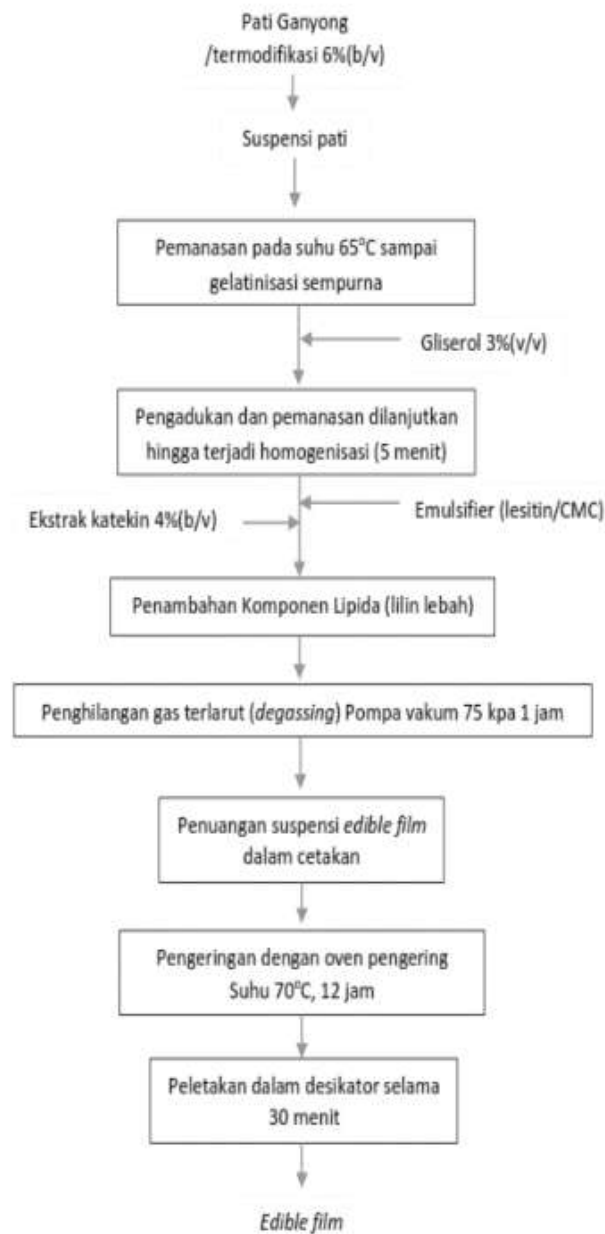 Pati Ganyong
/termodifikasi 6%(b/v)
Suspensi pati
Pemanasan pada suhu 65°C sampai
gelatinisasi sempurna
Gliserol 3%(v/v)
Pengadukan dan pemanasan dilanjutkan
hingga terjadi homogenisasi (5 menit)
Emulsifier (lesitin/CMC)
Ekstrak katekin 4%(b/v)
Penambahan Komponen Lipida (lilin lebah)
Penghilangan gas terlarut (degassing) Pompa vakum 75 kpa 1 jam
Penuangan suspensi edible film
dalam cetakan
Pengeringan dengan oven pengering
Suhu 70°C, 12 jam
Peletakan dalam desikator selama
30 menit
Edible film